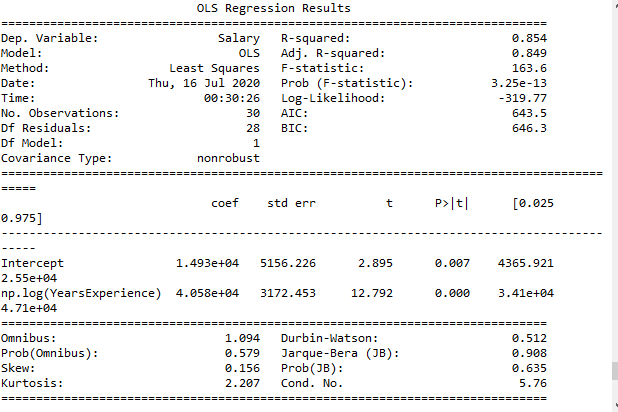 OLS Regression Results
==============================================================================
Dep. Variable:                 Salary   R-squared:                       0.854
Model:                            OLS   Adj. R-squared:                  0.849
Method:                 Least Squares   F-statistic:                     163.6
Date:                Thu, 16 Jul 2020   Prob (F-statistic):           3.25e-13
Time:                        00:30:26   Log-Likelihood:                -319.77
No. Observations:                  30   AIC:                             643.5
Df Residuals:                      28   BIC:                             646.3
Df Model:                           1
Covariance Type:            nonrobust
===================================================================================
=====
coef    std err          t      P>|t|      [0.025
0.975]
-----------------------------------------------------------------------------------
-----
Intercept                1.493e+04   5156.226      2.895      0.007    4365.921
2.55e+04
np.log(YearsExperience)  4.058e+04   3172.453     12.792      0.000    3.41e+04
4.71e+04
==============================================================================
Omnibus:                        1.094   Durbin-Watson:                   0.512
Prob(Omnibus):                  0.579   Jarque-Bera (JB):                0.908
Skew:                           0.156   Prob(JB):                        0.635
Kurtosis:                       2.207   Cond. No.                         5.76
==============================================================================